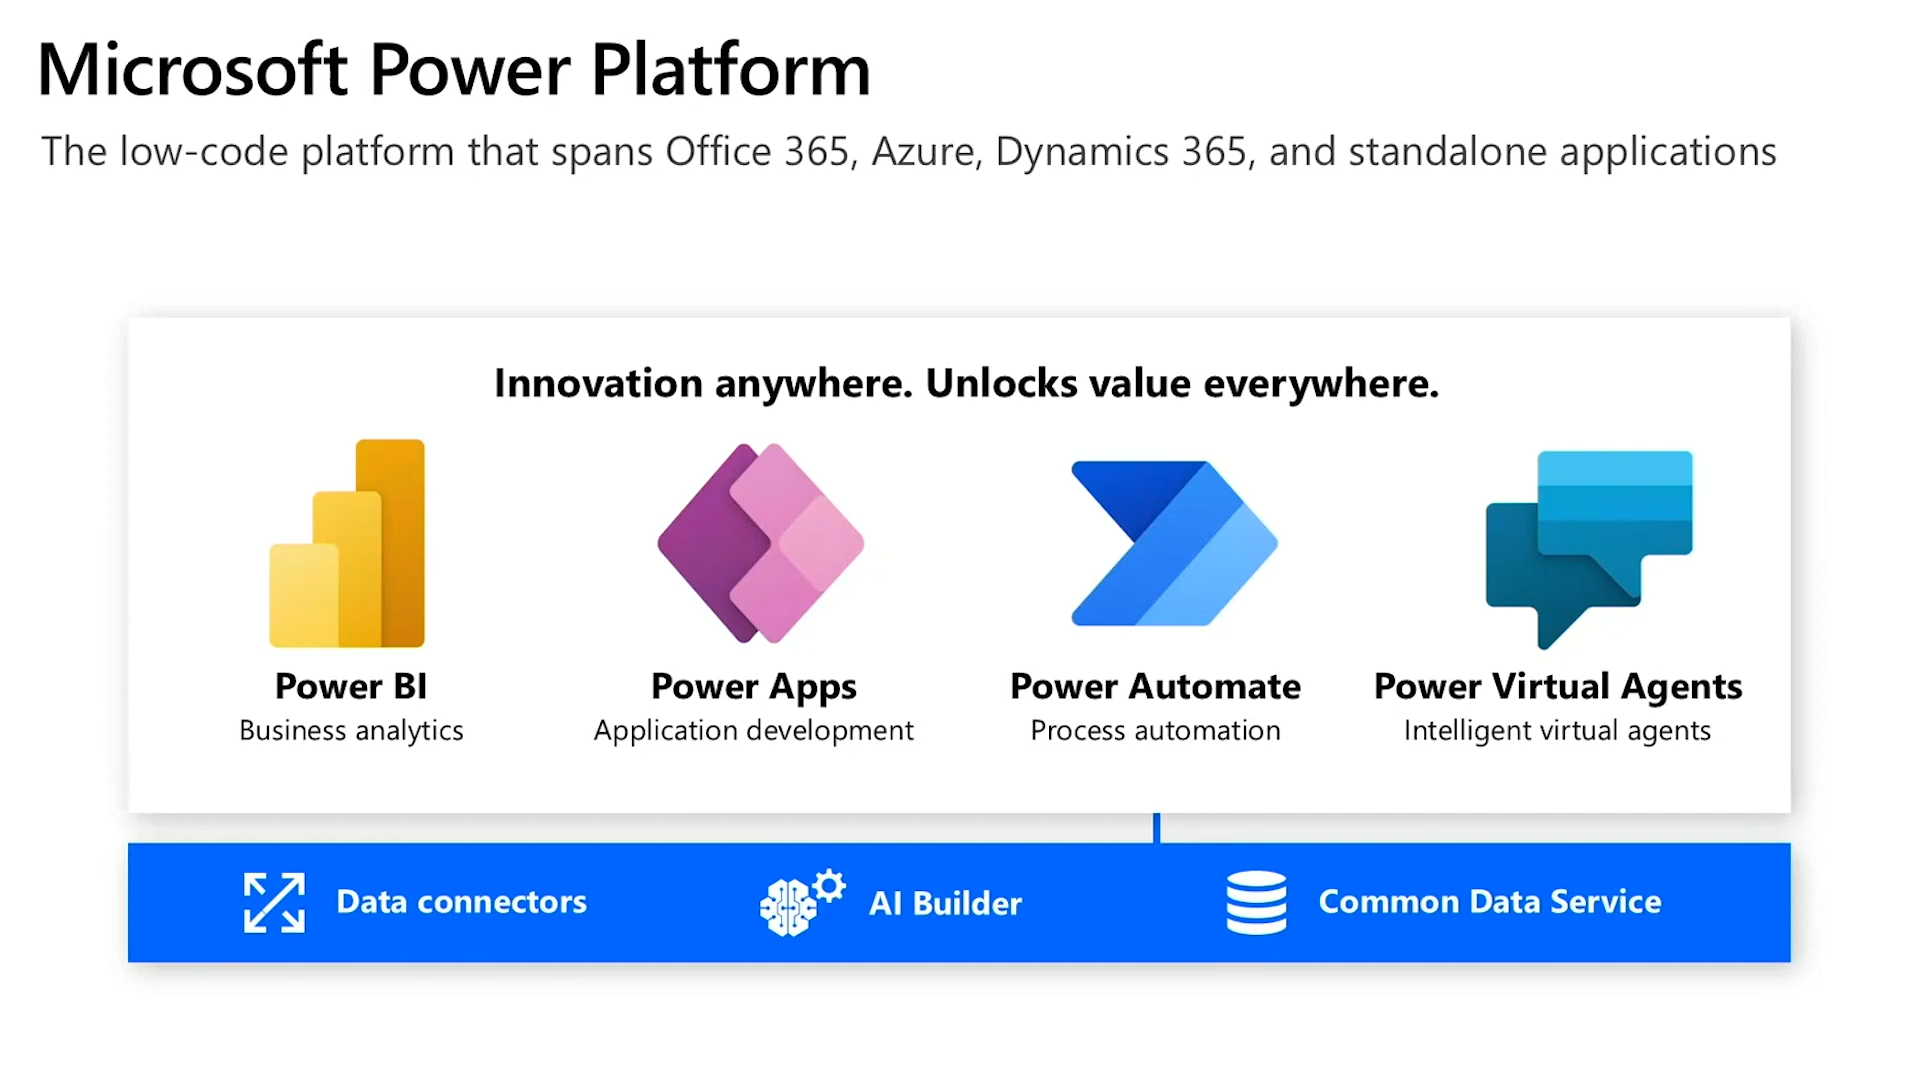 Microsoft Power Platform
The low-code platform that spans Office 365, Azure, Dynamics 365, and standalone applications
Innovation anywhere. Unlocks value everywhere.
Power BI
Business analytics
Power Apps
Application development
Power Automate
Process automation
Power Virtual Agents
Intelligent virtual agents
Data connectors
AI Builder
Common Data Service